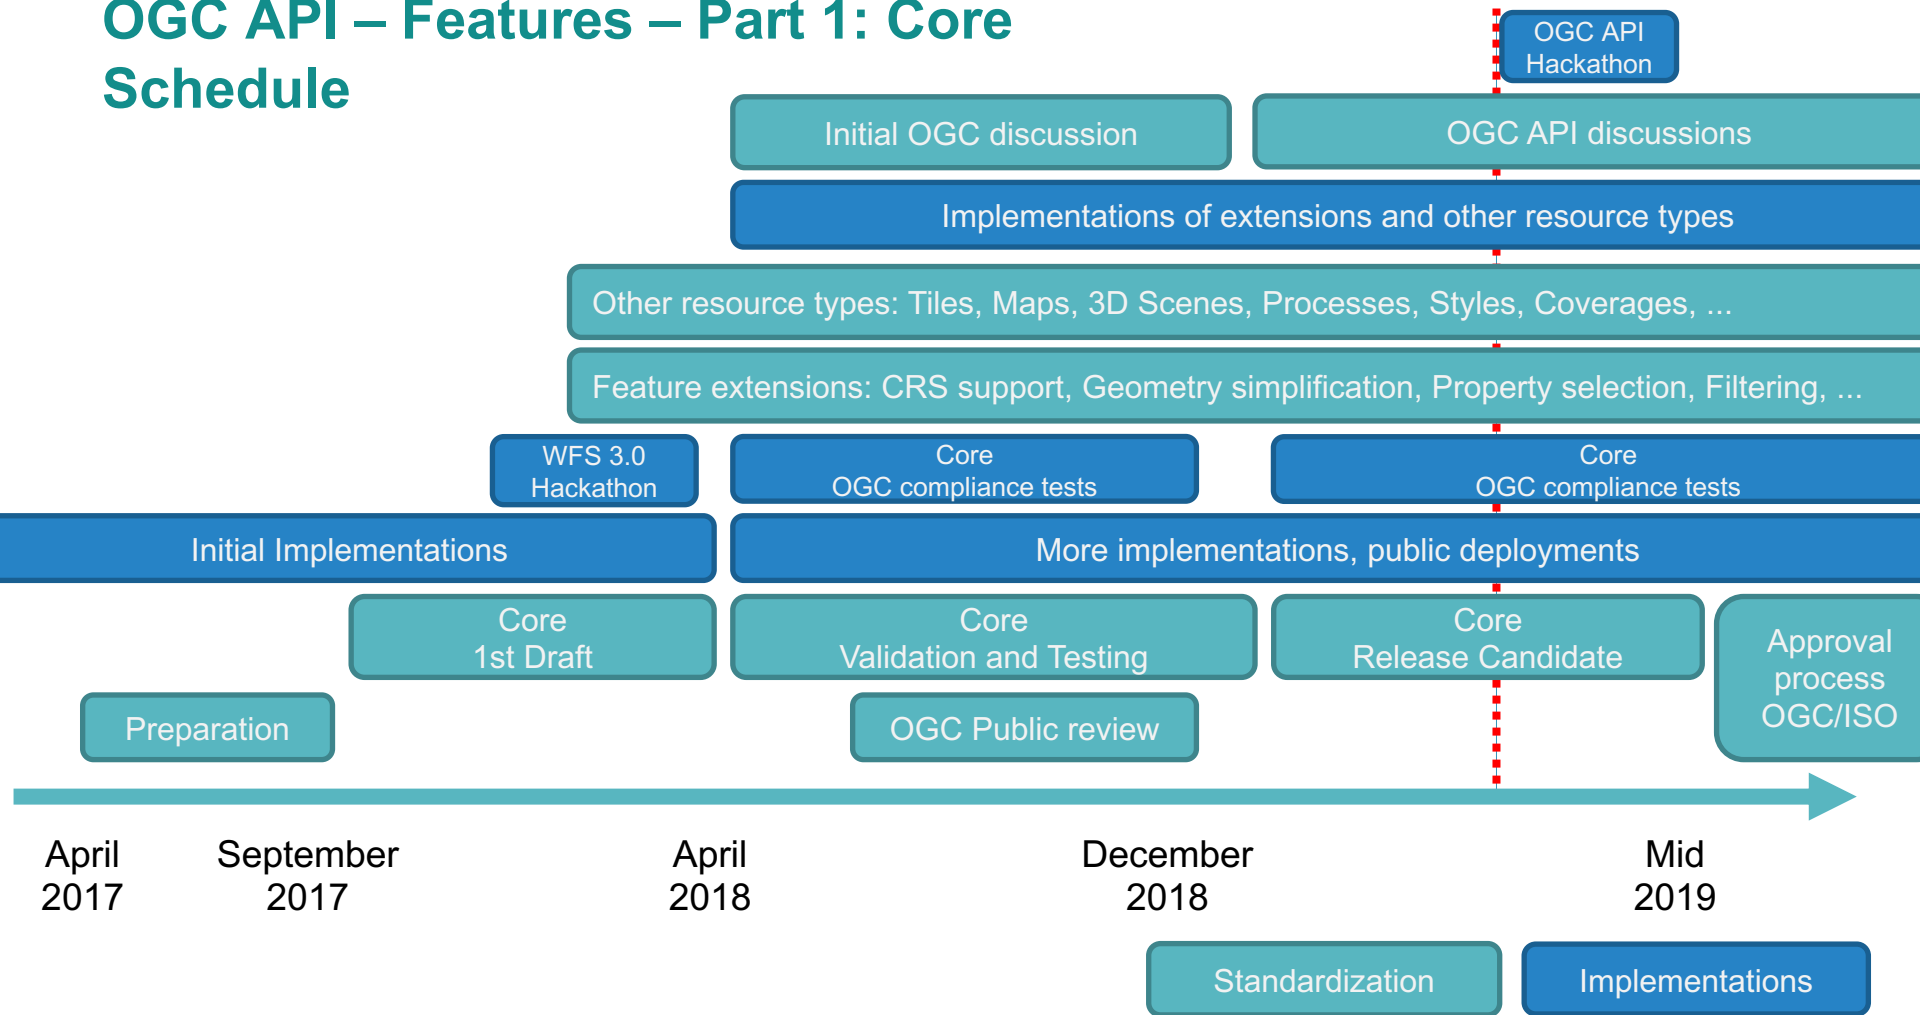 OGC API – Features – Part 1: Core
Schedule
OGC API
Hackathon
Initial OGC discussion
OGC API discussions
Implementations of extensions and other resource types
Other resource types: Tiles, Maps, 3D Scenes, Processes, Styles, Coverages, ...
Feature extensions: CRS support, Geometry simplification, Property selection, Filtering, ...
WFS 3.0
Hackathon
Core
OGC compliance tests
Core
OGC compliance tests
Initial Implementations
More implementations, public deployments
Core
1st Draft
Core
Validation and Testing
Core
Release Candidate
Approval
process
OGC/ISO
Preparation
OGC Public review
April
2017
September
2017
April
2018
December
2018
Mid
2019
Standardization
Implementations